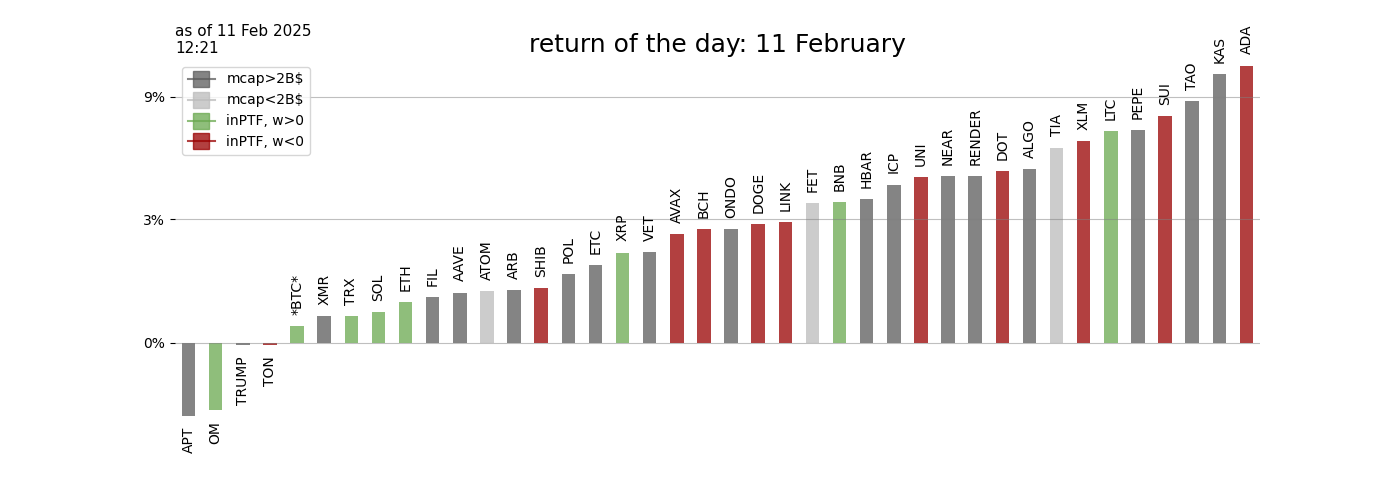 as of 11 Feb 2025
12:21
return of the day: 11 February
mcap>2B$
mcap<2B$
inPTF, w>0
inPTF, w<0
9%
3%
0%
APT
OM
TRUMP
TON
*BTC*
XMR
TRX
SOL
ETH
FIL
AAVE
ATOM
ARB
SHIB
POL
ETC
XRP
VET
AVAX
BCH
ONDO
DOGE
LINK
FET
BNB
HBAR
ICP
UNI
NEAR
RENDER
DOT
ALGO
TIA
XLM
LTC
PEPE
SUI
TAO
KAS
ADA